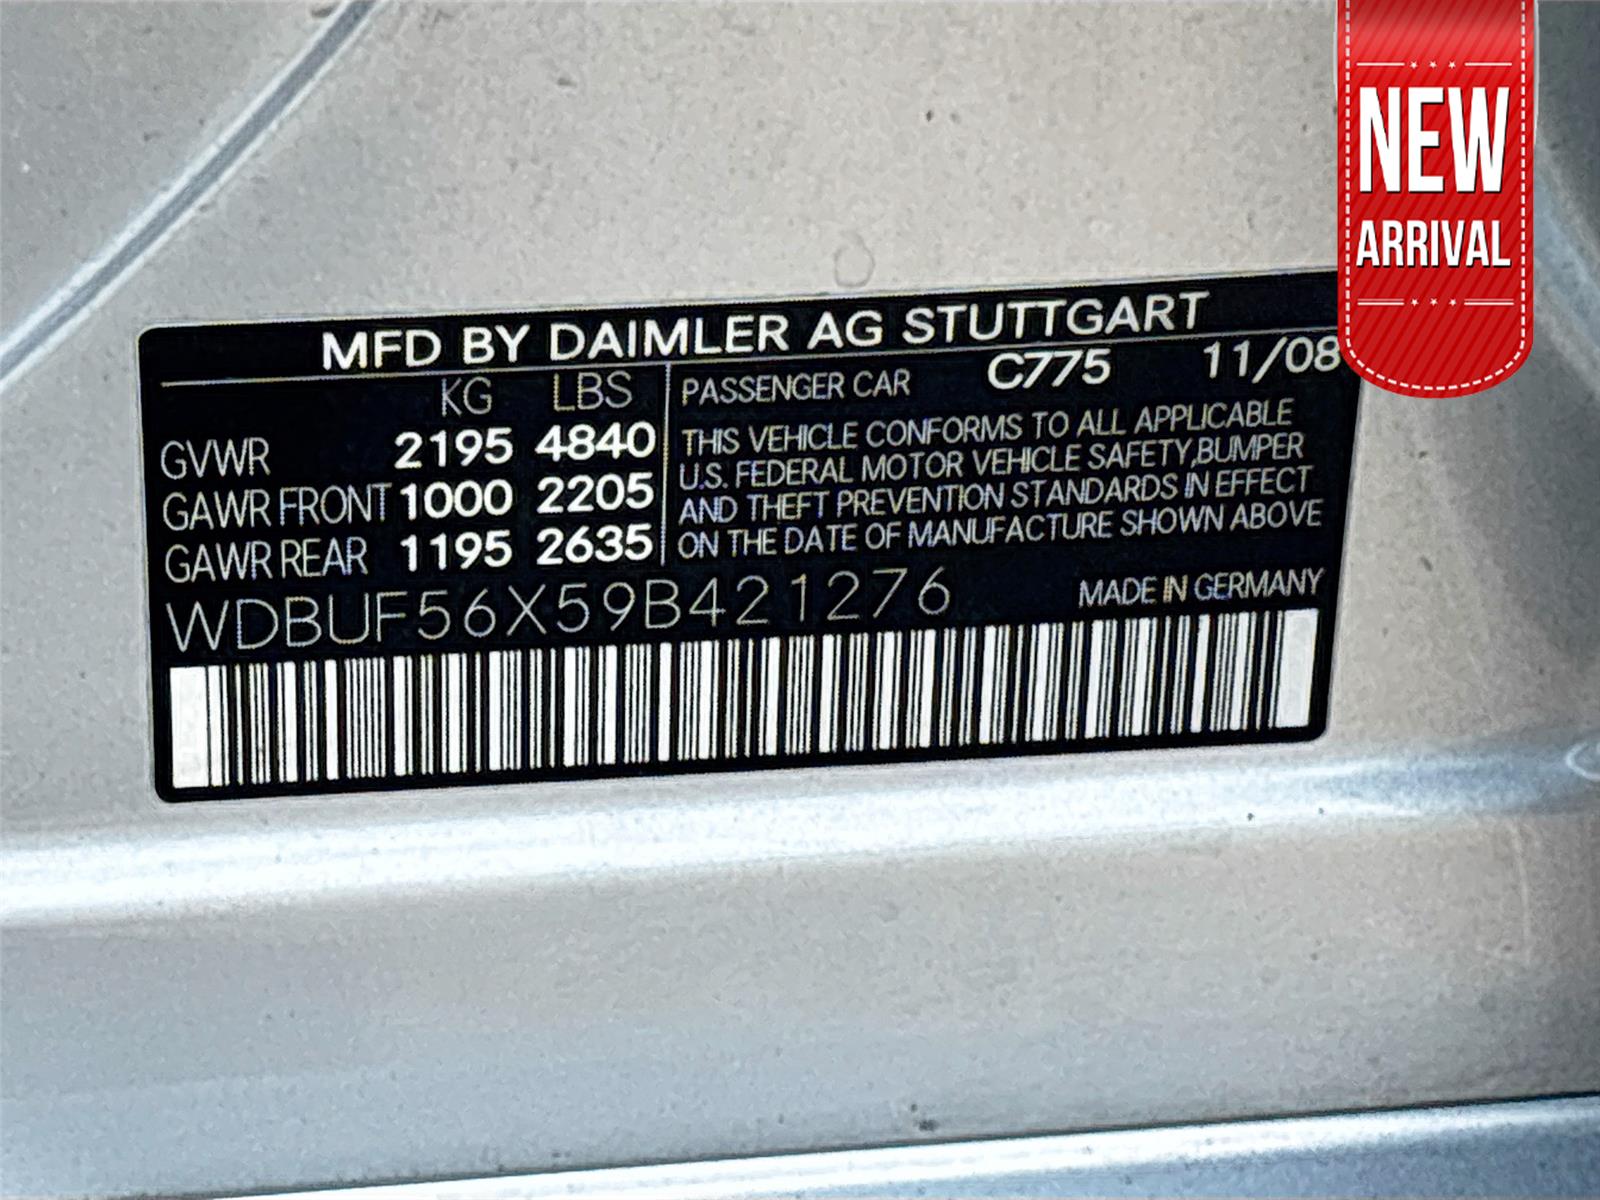 NEW
ARRIVAL
MFD BY DAIMLER AG STUTTGART
KG LBS
GVWR 2195 4840
GAWR FRONT 1000 2205
GAWR REAR 1195 2635
PASSENGER CAR C775 11/08
THIS VEHICLE CONFORMS TO ALL APPLICABLE
U.S. FEDERAL MOTOR VEHICLE SAFETY,BUMPER
AND THEFT PREVENTION STANDARDS IN EFFECT
ON THE DATE OF MANUFACTURE SHOWN ABOVE
WDBUF56X59B421276 MADE IN GERMANY